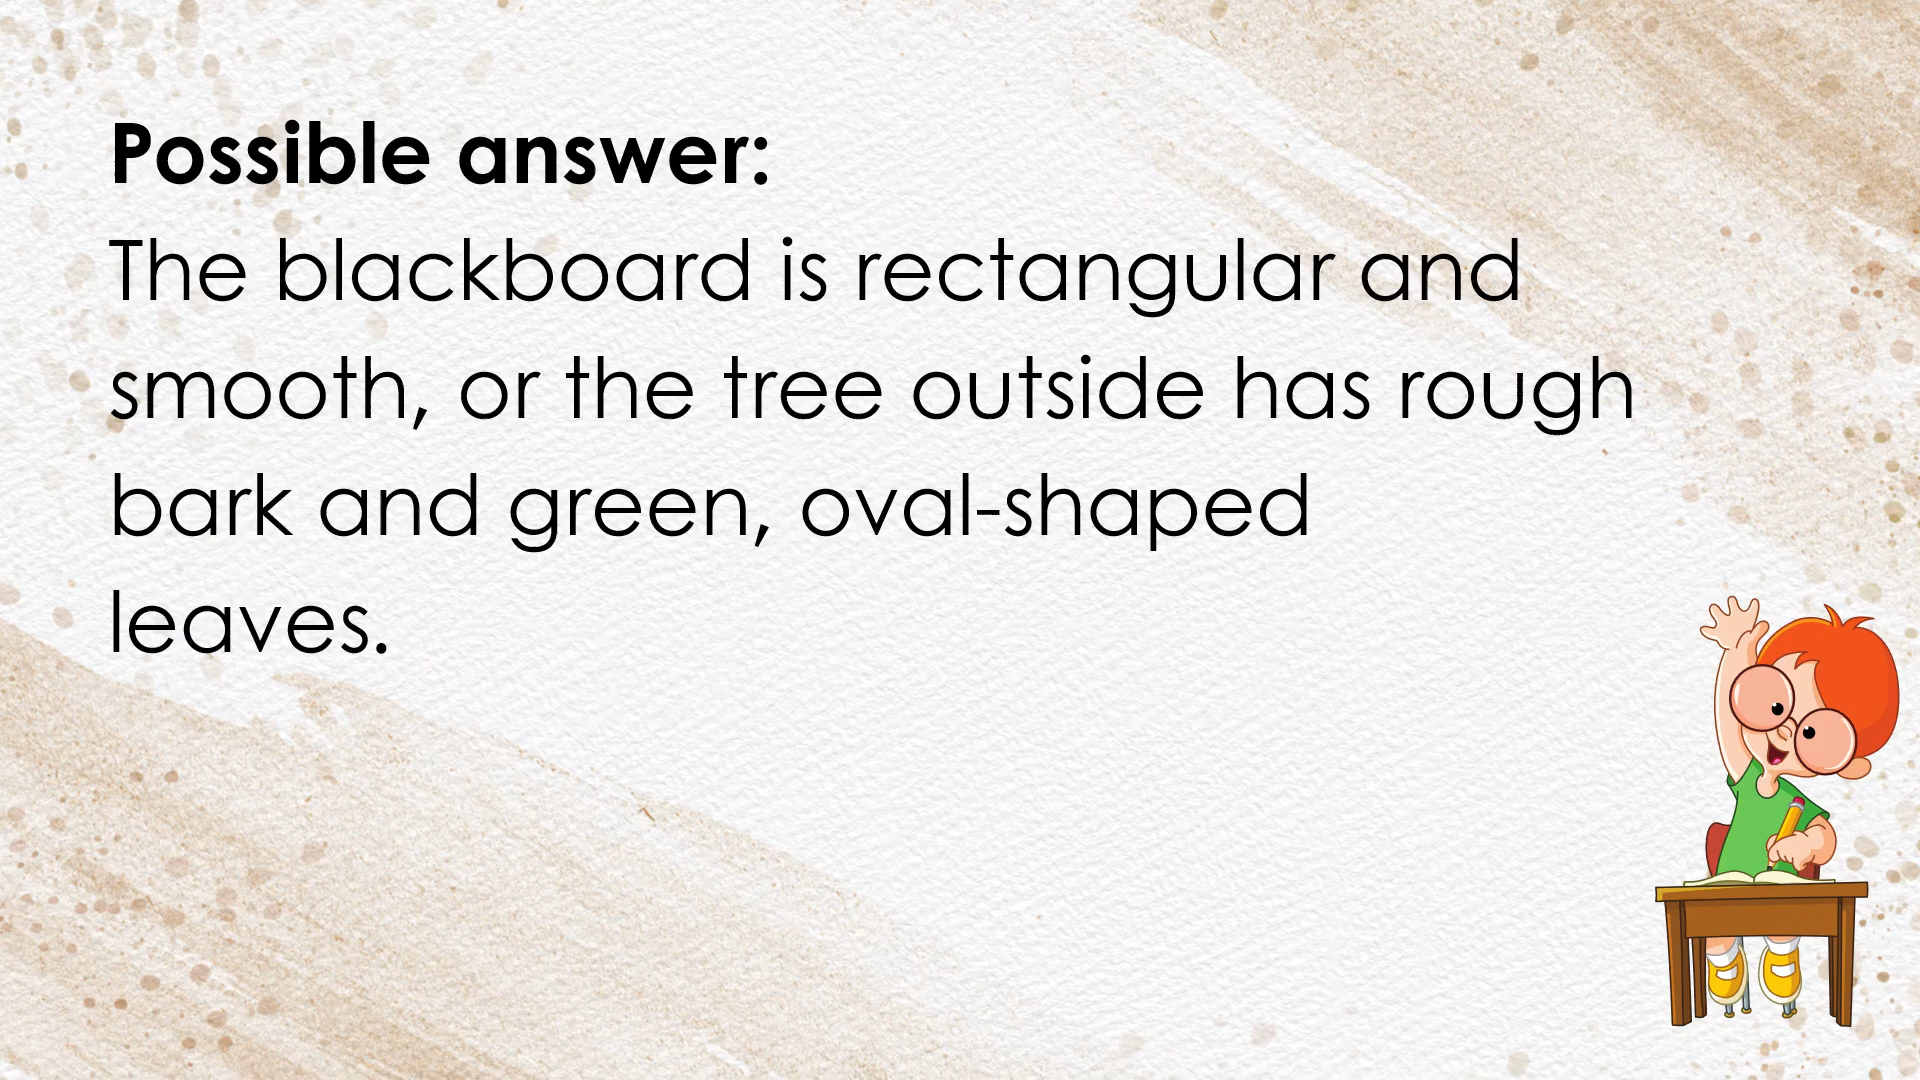 Possible answer:
The blackboard is rectangular and
smooth, or the tree outside has rough
bark and green, oval-shaped
leaves.